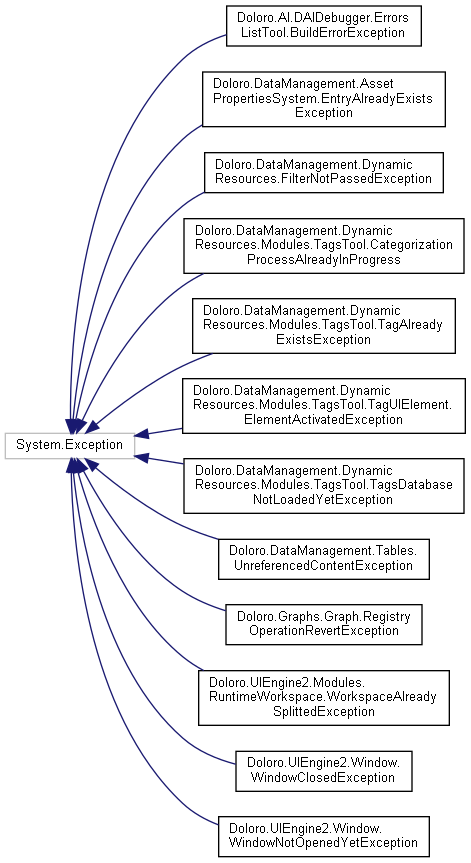 Doloro.AI.DAIDebugger.Errors
ListTool.BuildErrorException
Doloro.DataManagement.Asset
PropertiesSystem.EntryAlreadyExists
Exception
Doloro.DataManagement.Dynamic
Resources.FilterNotPassedException
Doloro.DataManagement.Dynamic
Resources.Modules.TagsTool.Categorization
ProcessAlreadyInProgress
Doloro.DataManagement.Dynamic
Resources.Modules.TagsTool.TagAlready
ExistsException
Doloro.DataManagement.Dynamic
Resources.Modules.TagsTool.TagUIElement.
ElementActivatedException
System.Exception
Doloro.DataManagement.Dynamic
Resources.Modules.TagsTool.TagsDatabase
NotLoadedYetException
Doloro.DataManagement.Tables.
UnreferencedContentException
Doloro.Graphs.Graph.Registry
OperationRevertException
Doloro.UIEngine2.Modules.
RuntimeWorkspace.WorkspaceAlready
SplittedException
Doloro.UIEngine2.Window.
WindowClosedException
Doloro.UIEngine2.Window.
WindowNotOpenedYetException